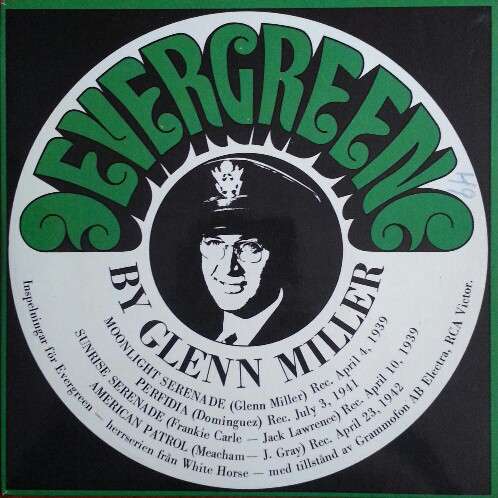 EVERGREEN
BY GLENN MILLER
MOONLIGHT SERENADE (Glenn Miller) Rec. April 4, 1939
PERFIDIA (Dominguez) Rec. July 3, 1941
SUNRISE SERENADE (Frankie Carle — Jack Lawrence) Rec. April 10, 1939
AMERICAN PATROL (Meacham — J. Gray) Rec. April 23, 1942
Inspelningar för Evergreen — herrserien från White Horse — med tillstånd av Grammofon AB Electra, RCA Victor.